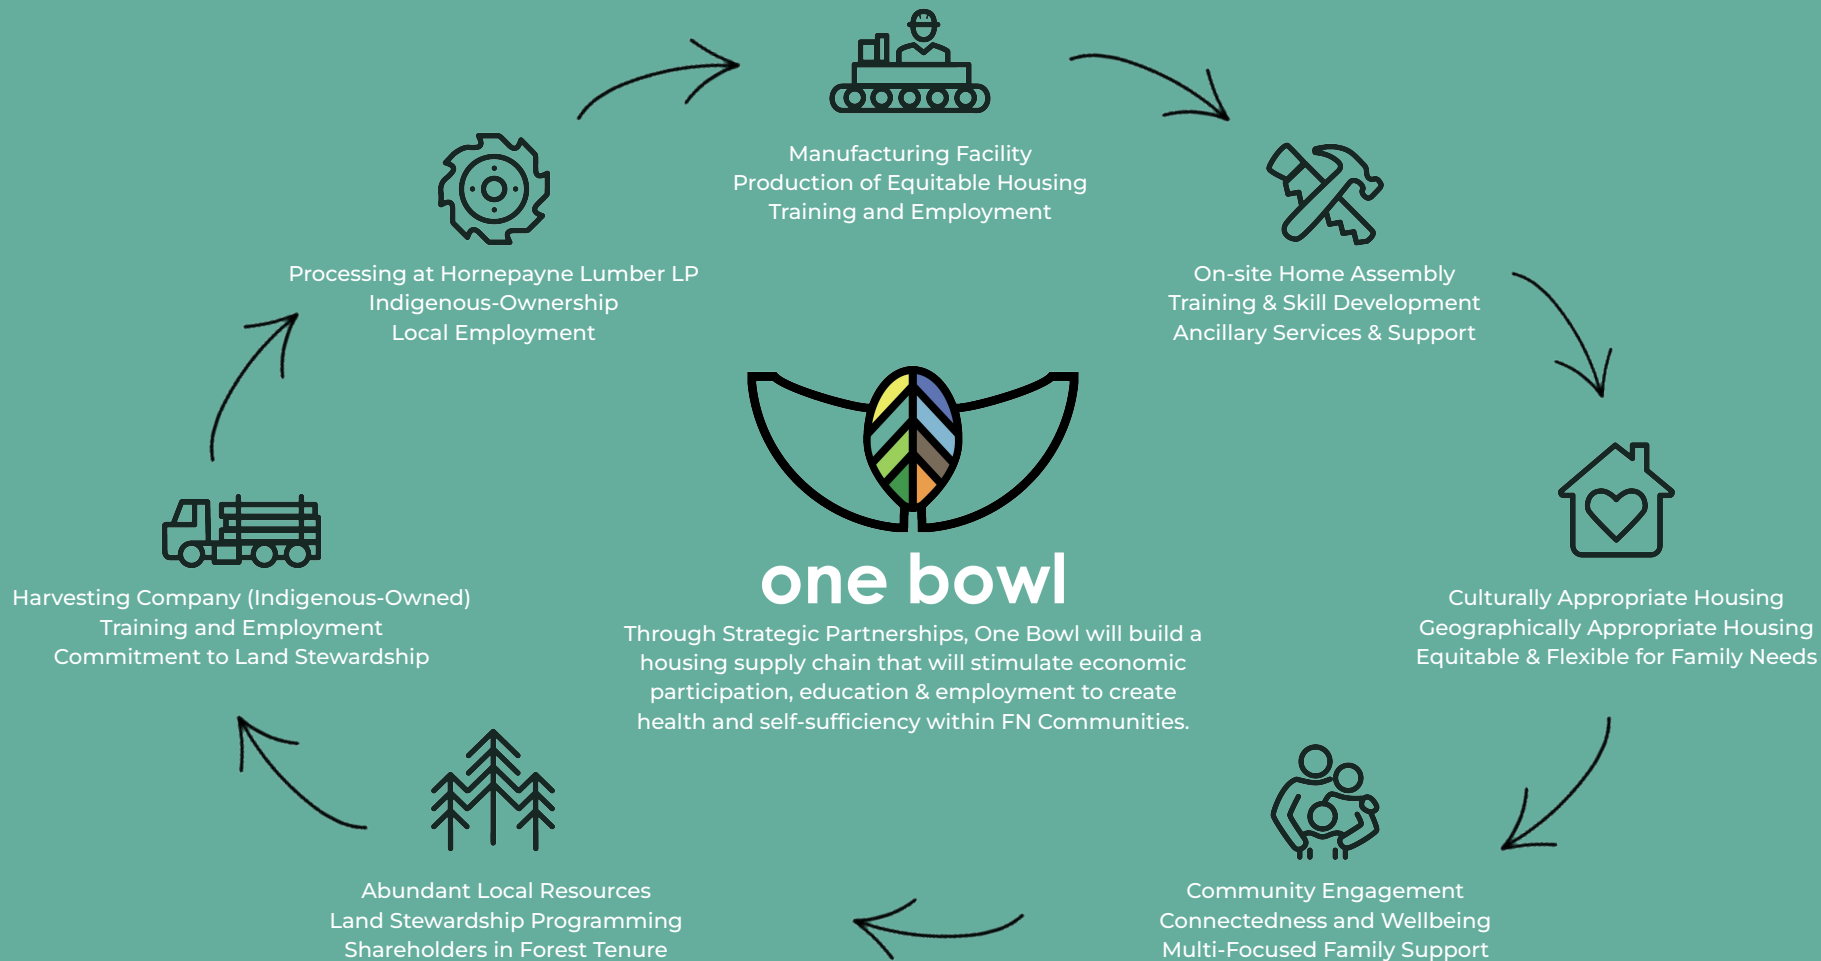 Manufacturing Facility
Production of Equitable Housing
Training and Employment
Processing at Hornepayne Lumber LP
Indigenous-Ownership
Local Employment
On-site Home Assembly
Training & Skill Development
Ancillary Services & Support
Harvesting Company (Indigenous-Owned)
Training and Employment
Commitment to Land Stewardship
one bowl
Through Strategic Partnerships, One Bowl will build a
housing supply chain that will stimulate economic
participation, education & employment to create
health and self-sufficiency within FN Communities.
Culturally Appropriate Housing
Geographically Appropriate Housing
Equitable & Flexible for Family Needs
Abundant Local Resources
Land Stewardship Programming
Shareholders in Forest Tenure
Community Engagement
Connectedness and Wellbeing
Multi-Focused Family Support